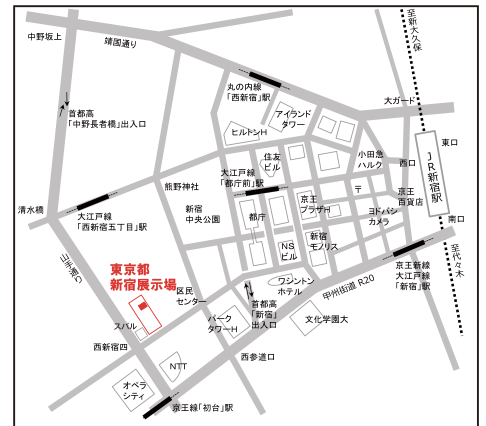 中野坂上
靖国通り
至新大久保
丸の内線
「西新宿」駅
大ガード
首都高
「中野長者橋」出入口
アイランド
タワー
ヒルトンH
住友
ビル
小田急
ハルク
西口
東口
JR新宿駅
大江戸線
「都庁前」駅
熊野神社
〒
京王
百貨店
清水橋
大江戸線
「西新宿五丁目」駅
新宿
中央公園
都庁
京王
プラザH
ヨドバシ
カメラ
南口
山手通り
NS
ビル
新宿
モノリス
至代々木
東京都
新宿展示場
京王新線
大江戸線
「新宿」駅
区民
センター
ワシントン
ホテル
甲州街道 R20
首都高
「新宿」
出入口
スバル
パーク
タワーH
文化学園大
西新宿四
西参道口
NTT
オペラ
シティ
京王線「初台」駅